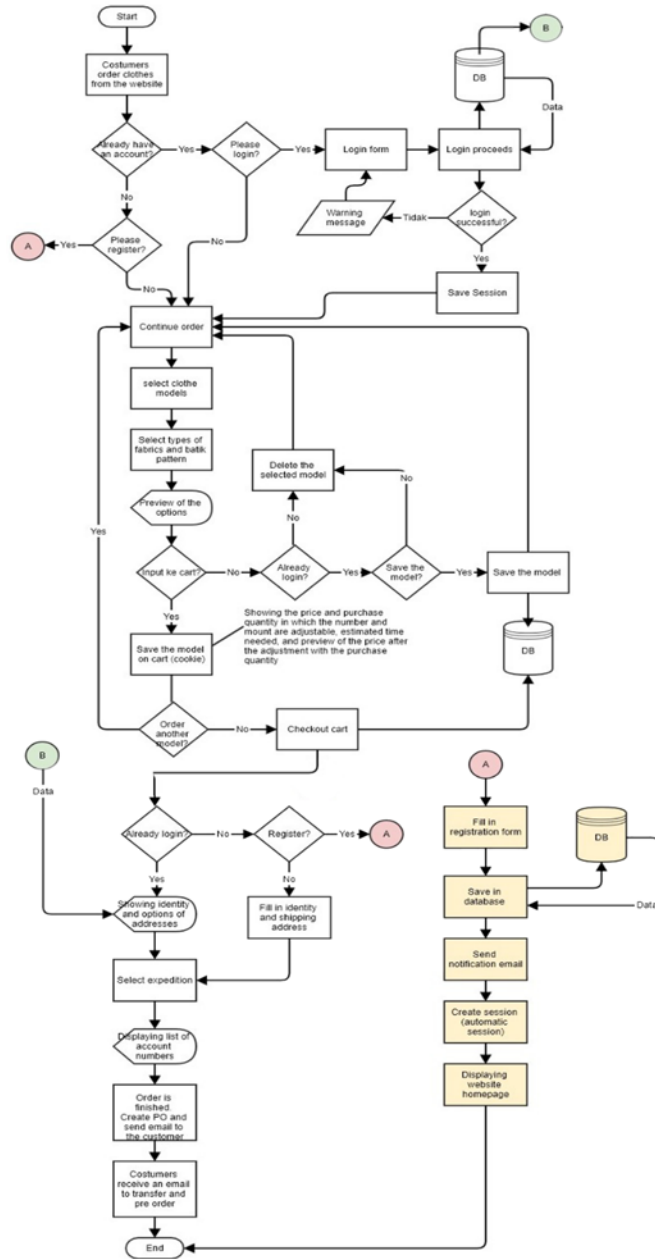 Start
B
Costumers
order clothes
from the website
DB
Data
Already have
an account?
Yes
Please
login?
Yes
Login form
Login proceeds
No
Warning
message
Tidak
login
successful?
A
Yes
Please
register?
No
Yes
No
Save Session
Continue order
select clothe
models
Select types of
fabrics and batik
pattern
Delete the
selected model
Preview of the
options
No
No
Yes
Input ke cart?
No
Already
login?
Yes
Save the
model?
Yes
Save the model
Yes
Showing the price and purchase
quantity in which the number and
mount are adjustable, estimated time
needed, and preview of the price after
the adjustment with the purchase
quantity
Save the model
on cart (cookie)
DB
Order
another
model?
No
Checkout cart
B
A
Data
Already login?
No
Register?
Yes
A
Fill in
registration form
DB
Yes
No
Showing identity
and options of
addresses
Fill in identity
and shipping
address
Save in
database
Data
Select expedition
Send
notification email
Displaying list of
account
numbers
Create session
(automatic
session)
Order is
finished.
Create PO and
send email to
the customer
Displaying
website
homepage
Costumers
receive an email
to transfer and
pre order
End